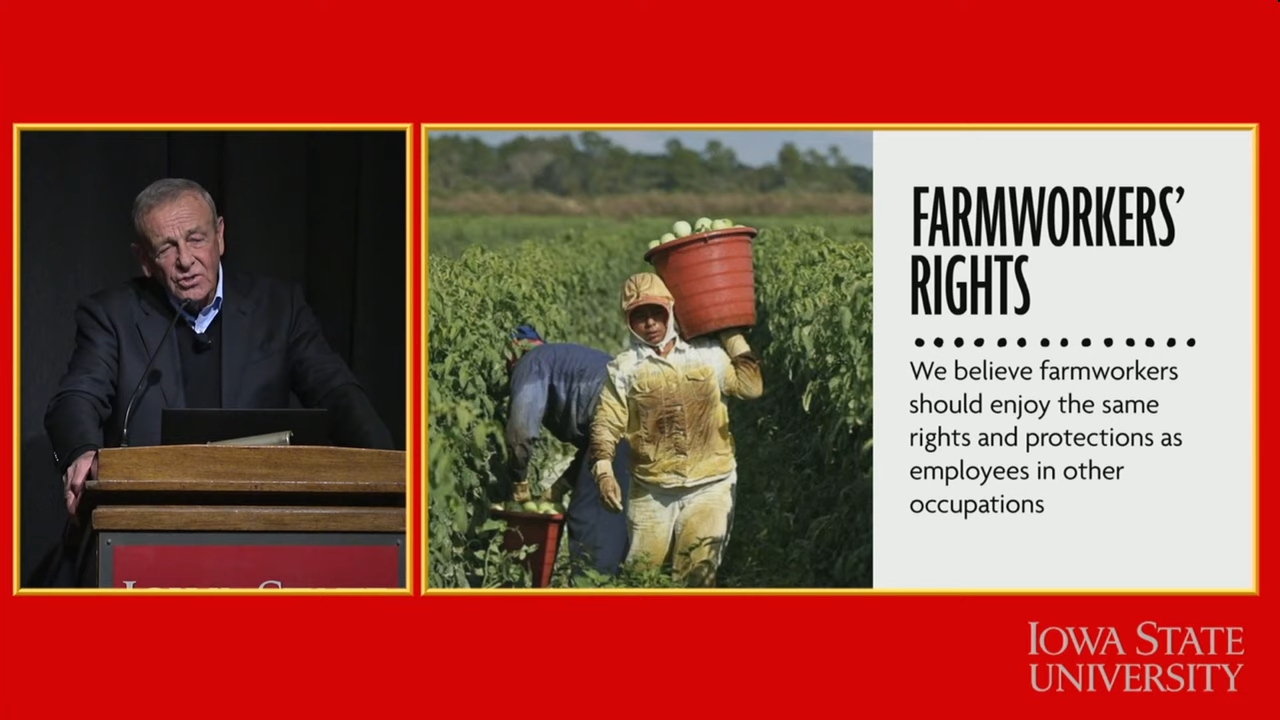 FARMWORKERS'
RIGHTS
We believe farmworkers
should enjoy the same
rights and protections as
employees in other
occupations
IOWA STATE
UNIVERSITY